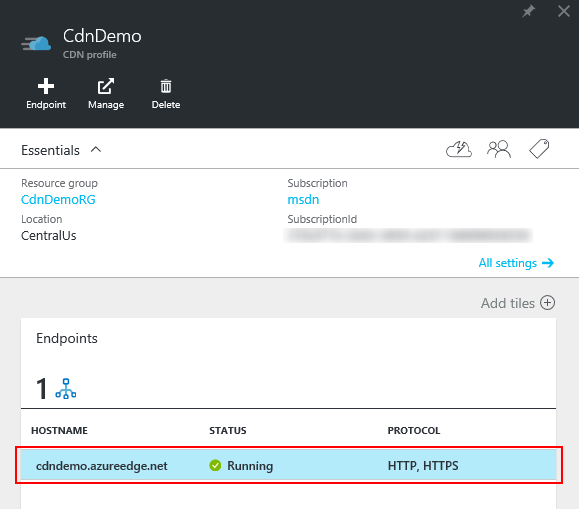 CdnDemo
CDN profile
Endpoint Manage Delete
Essentials
Resource group Subscription
CdnDemoRG msdn
Location SubscriptionId
CentralUs
All settings
Add tiles
Endpoints
1
HOSTNAME STATUS PROTOCOL
cdndemo.azureedge.net Running HTTP, HTTPS